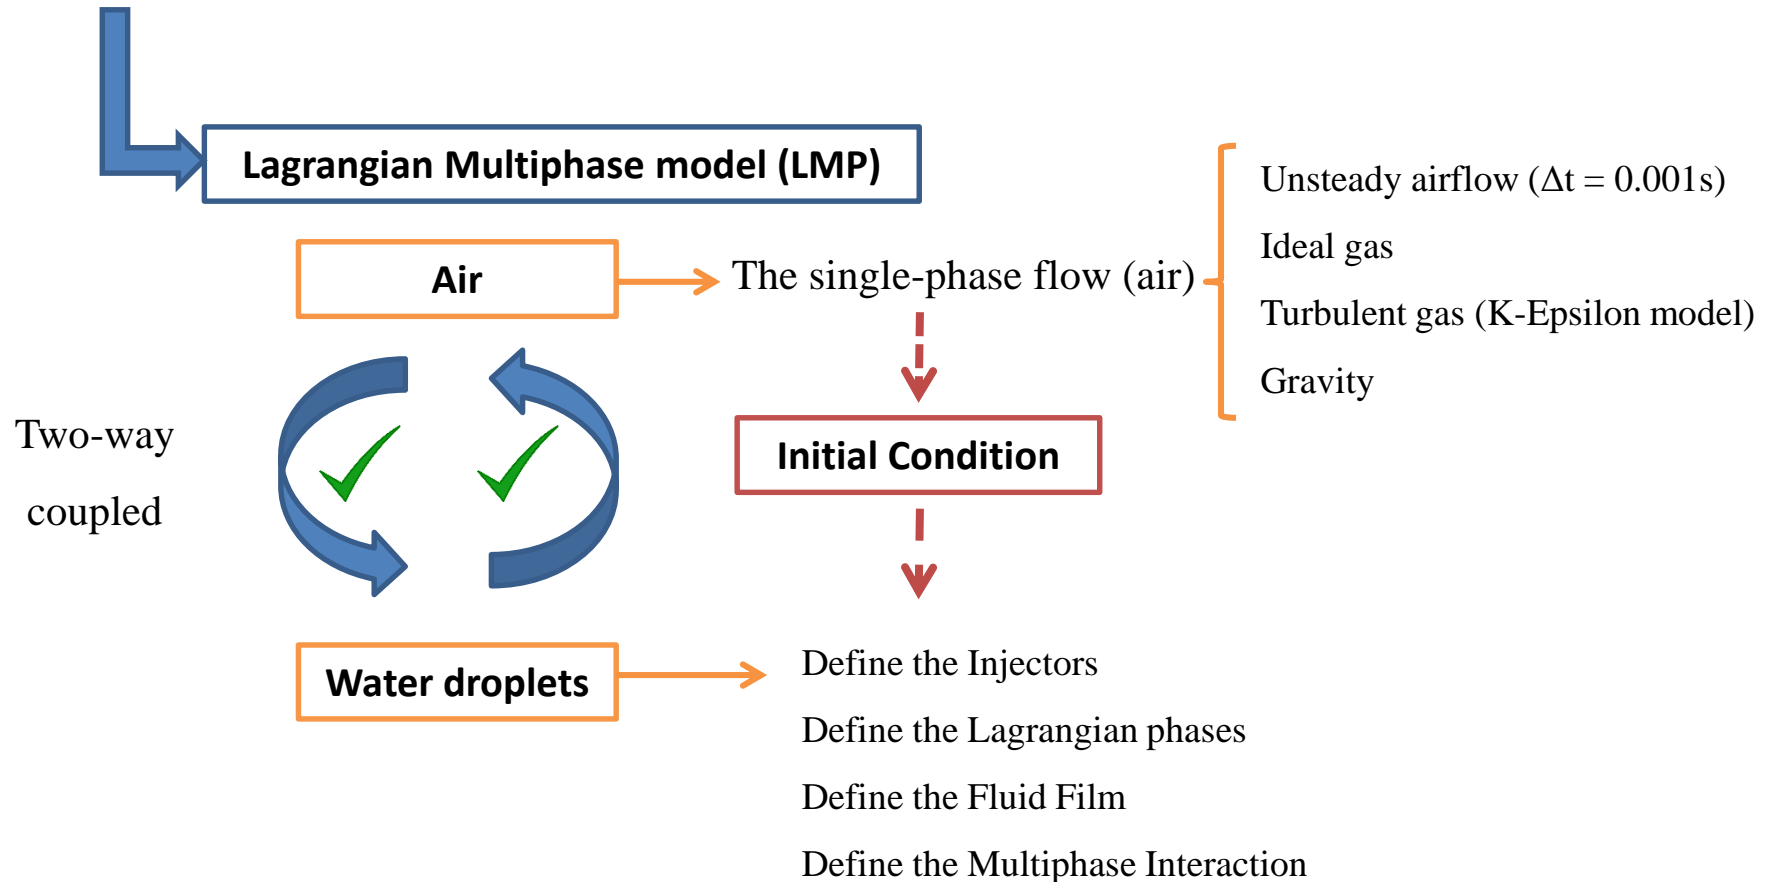 Lagrangian Multiphase model (LMP)
Air
The single-phase flow (air)
Unsteady airflow (Δt = 0.001s)
Ideal gas
Turbulent gas (K-Epsilon model)
Gravity
Two-way
coupled
Initial Condition
Water droplets
Define the Injectors
Define the Lagrangian phases
Define the Fluid Film
Define the Multiphase Interaction